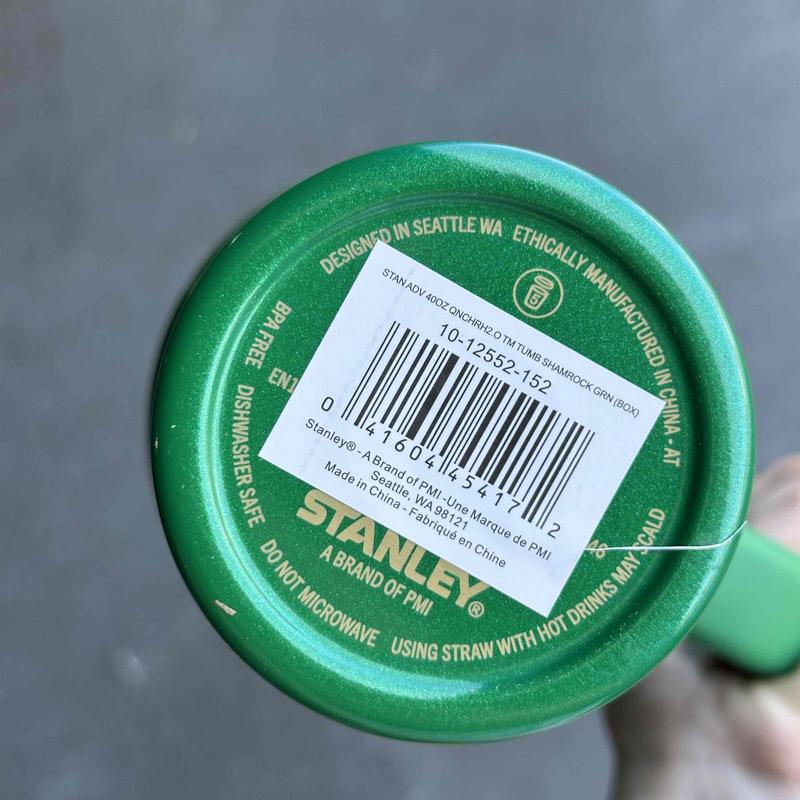 DESIGNED IN SEATTLE WA
ETHICALLY MANUFACTURED IN CHINA - AT
STAN ADV 40OZ QNCHRH2.O TM TUMB SHAMROCK GRN (BOX)
10-12552-152
0 41604 45417 2
Stanley® - A Brand of PMI -Une Marque de PMI
Seattle, WA 98121
Made in China - Fabriqué en Chine
BPA FREE
EN1
DISHWASHER SAFE
STANLEY®
A BRAND OF PMI
DO NOT MICROWAVE
USING STRAW WITH HOT DRINKS MAY SCALD